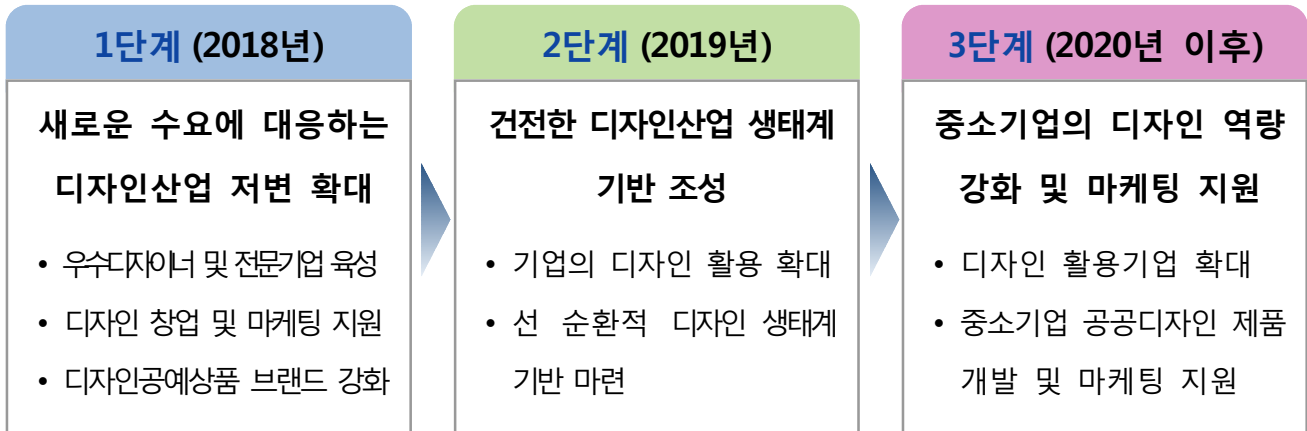 1단계 (2018년)
새로운 수요에 대응하는
디자인산업 저변 확대
• 우수디자이너 및 전문기업 육성
• 디자인 창업 및 마케팅 지원
• 디자인공예상품 브랜드 강화
2단계 (2019년)
건전한 디자인산업 생태계
기반 조성
• 기업의 디자인 활용 확대
• 선 순환적 디자인 생태계
기반 마련
3단계 (2020년 이후)
중소기업의 디자인 역량
강화 및 마케팅 지원
• 디자인 활용기업 확대
• 중소기업 공공디자인 제품
개발 및 마케팅 지원